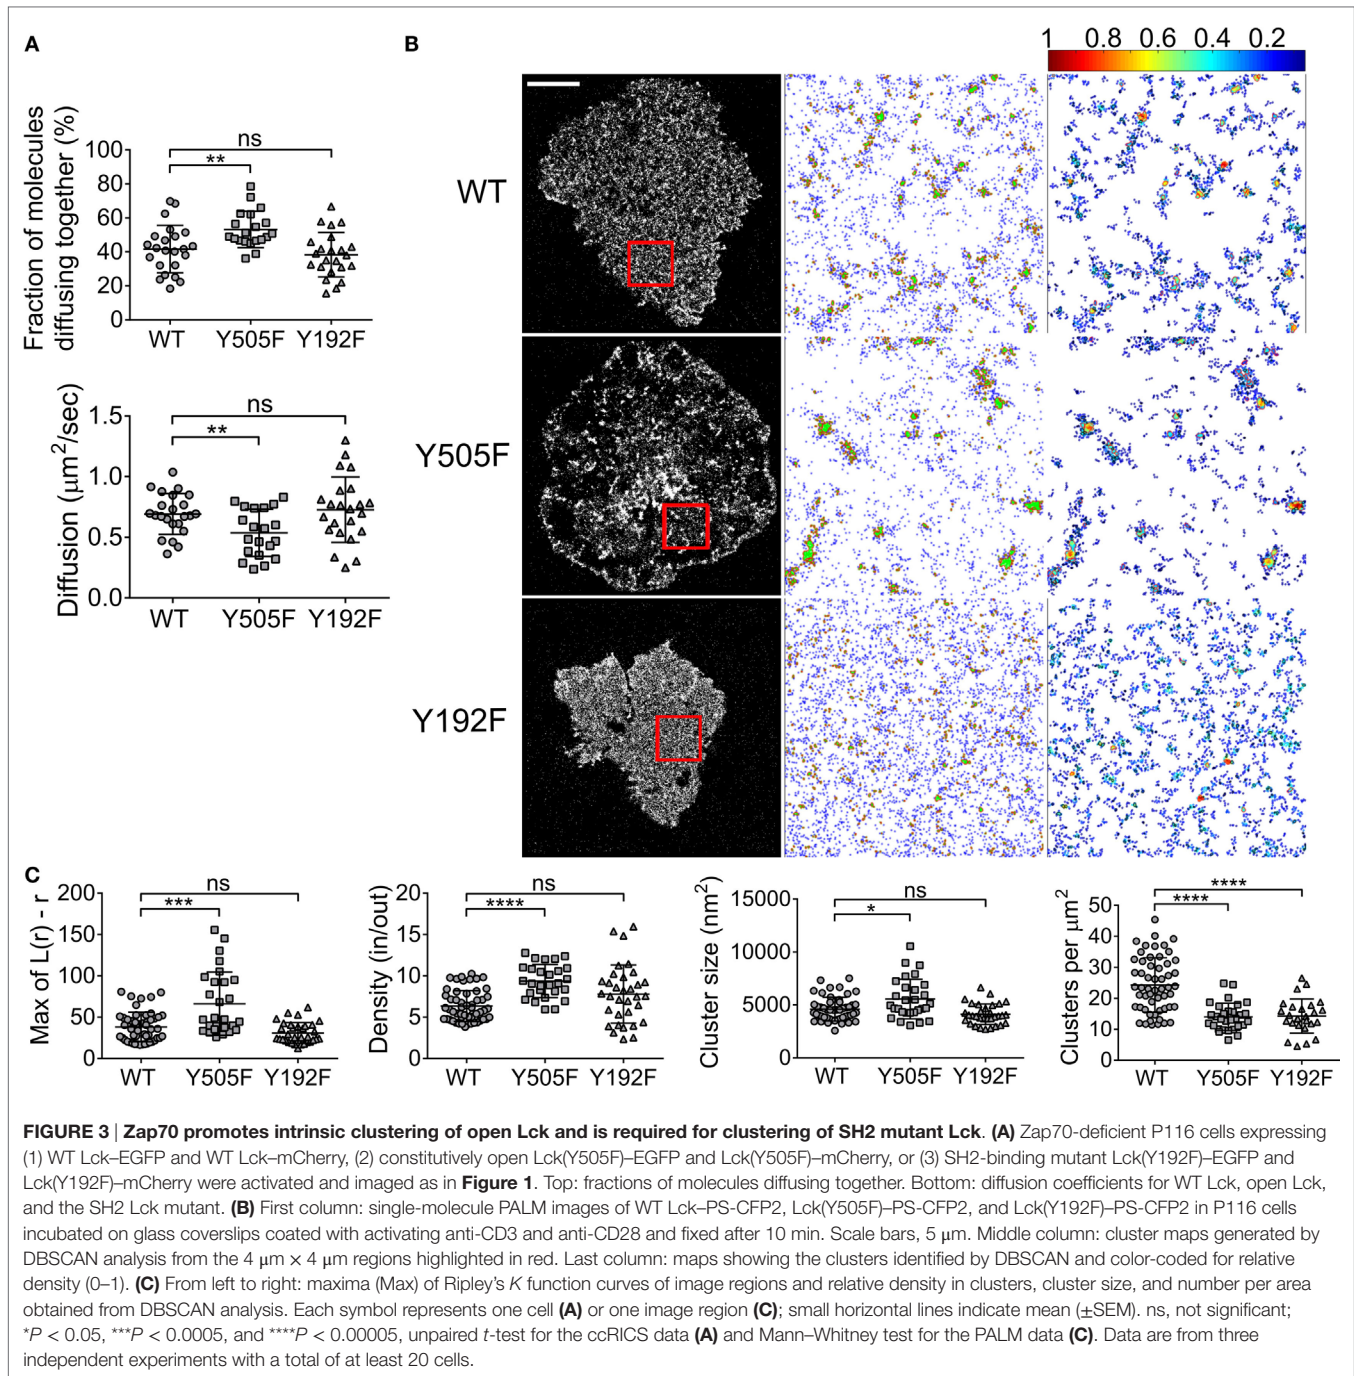 A
Fraction of molecules
diffusing together (%)
100
80
60
40
20
0
ns
**
WT
Y505F
Y192F
Diffusion (μm²/sec)
1.5
1.0
0.5
0.0
ns
**
WT
Y505F
Y192F
B
1 0.8 0.6 0.4 0.2
WT
Y505F
Y192F
C
Max of L(r) - r
200
150
100
50
0
ns
***
WT
Y505F
Y192F
Density (in/out)
20
15
10
5
0
ns
****
WT
Y505F
Y192F
Cluster size (nm²)
15000
10000
5000
0
ns
*
WT
Y505F
Y192F
Clusters per μm²
50
40
30
20
10
0
****
****
WT
Y505F
Y192F
FIGURE 3 | Zap70 promotes intrinsic clustering of open Lck and is required for clustering of SH2 mutant Lck. (A) Zap70-deficient P116 cells expressing
(1) WT Lck–EGFP and WT Lck–mCherry, (2) constitutively open Lck(Y505F)–EGFP and Lck(Y505F)–mCherry, or (3) SH2-binding mutant Lck(Y192F)–EGFP and
Lck(Y192F)–mCherry were activated and imaged as in Figure 1. Top: fractions of molecules diffusing together. Bottom: diffusion coefficients for WT Lck, open Lck,
and the SH2 Lck mutant. (B) First column: single-molecule PALM images of WT Lck–PS-CFP2, Lck(Y505F)–PS-CFP2, and Lck(Y192F)–PS-CFP2 in P116 cells
incubated on glass coverslips coated with activating anti-CD3 and anti-CD28 and fixed after 10 min. Scale bars, 5 μm. Middle column: cluster maps generated by
DBSCAN analysis from the 4 μm × 4 μm regions highlighted in red. Last column: maps showing the clusters identified by DBSCAN and color-coded for relative
density (0–1). (C) From left to right: maxima (Max) of Ripley's K function curves of image regions and relative density in clusters, cluster size, and number per area
obtained from DBSCAN analysis. Each symbol represents one cell (A) or one image region (C); small horizontal lines indicate mean (±SEM). ns, not significant;
*P < 0.05, ***P < 0.0005, and ****P < 0.00005, unpaired t-test for the ccRICS data (A) and Mann–Whitney test for the PALM data (C). Data are from three
independent experiments with a total of at least 20 cells.